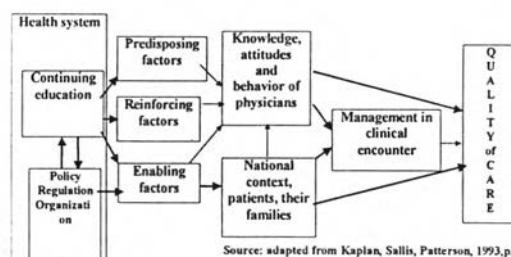 Health system
Continuing
education
Policy
Regulation
Organizati
on
Predisposing
factors
Reinforcing
factors
Enabling
factors
Knowledge,
attitudes
and
behavior of
physicians
National
context,
patients, their
families
Management in
clinical
encounter
Q
U
A
L
I
T
Y
of
C
A
R
E
Source: adapted from Kaplan, Sallis, Patterson, 1993,p.